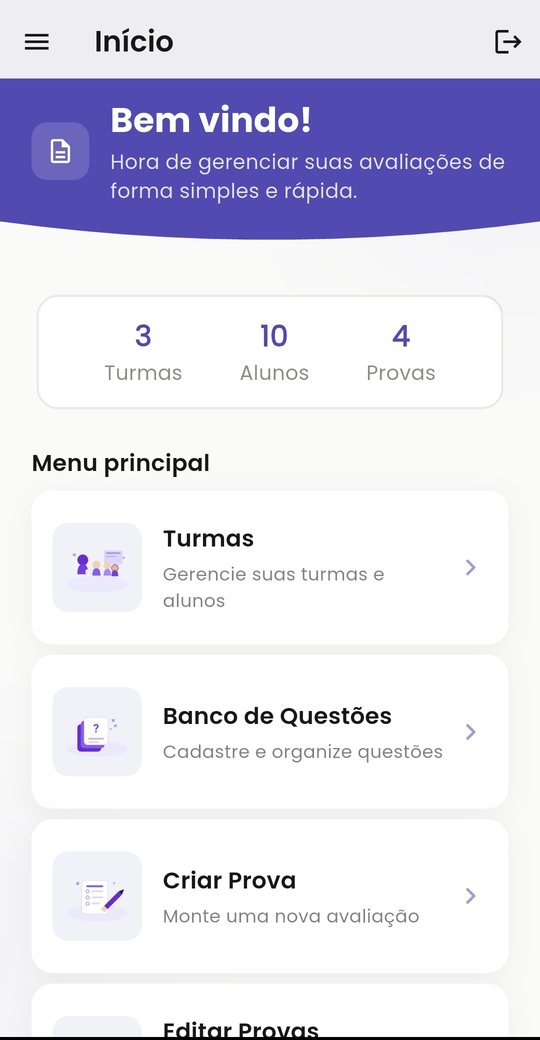 Início
Bem vindo!
Hora de gerenciar suas avaliações de
forma simples e rápida.
3 10 4
Turmas Alunos Provas
Menu principal
Turmas
Gerencie suas turmas e
alunos
?
Banco de Questões
Cadastre e organize questões
Criar Prova
Monte uma nova avaliação
Editar Provas